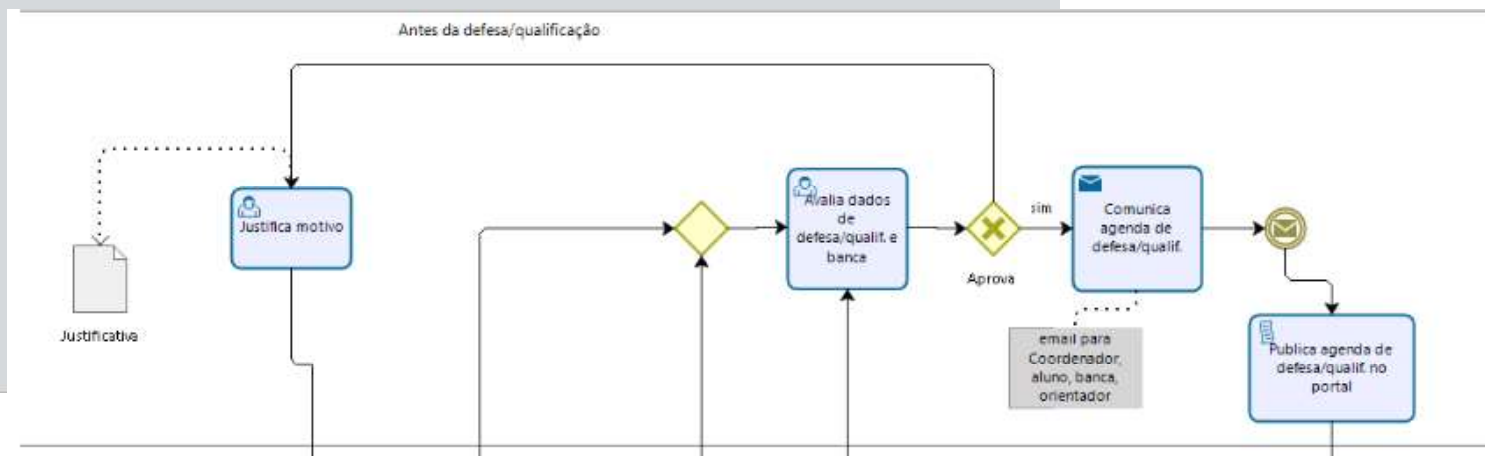 Antes da defesa/qualificação
Justifica motivo
Justificativa
Avalia dados
de
defesa/qualif. e
banca
Aprova
sim
Comunica
agenda de
defesa/qualif.
email para
Coordenador,
aluno, banca,
orientador
Publica agenda de
defesa/qualif. no
portal